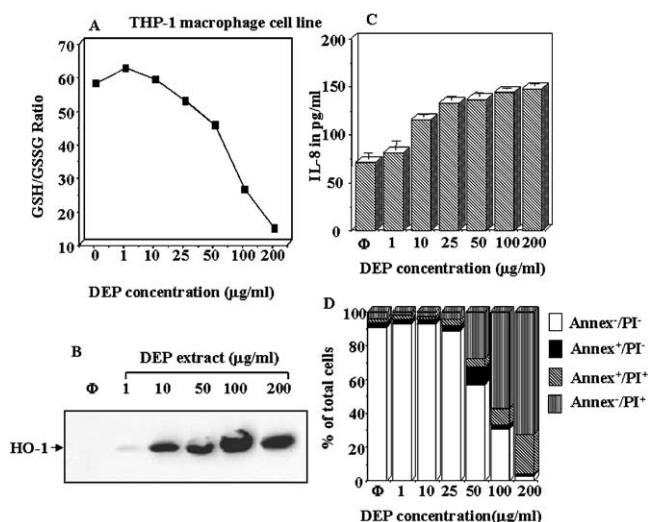 THP-1 macrophage cell line
A
GSH/GSSG Ratio
70
60
50
40
30
20
10
0 1 10 25 50 100 200
DEP concentration (µg/ml)
B
DEP extract (µg/ml)
Φ 1 10 50 100 200
HO-1
C
IL-8 in pg/ml
200
150
100
50
0
Φ 1 10 25 50 100 200
DEP concentration (µg/ml)
D
% of total cells
100
80
60
40
20
0
Φ 1 10 25 50 100 200
DEP concentration(µg/ml)
Annex⁻/PI⁻
Annex⁺/PI⁻
Annex⁺/PI⁺
Annex⁻/PI⁺